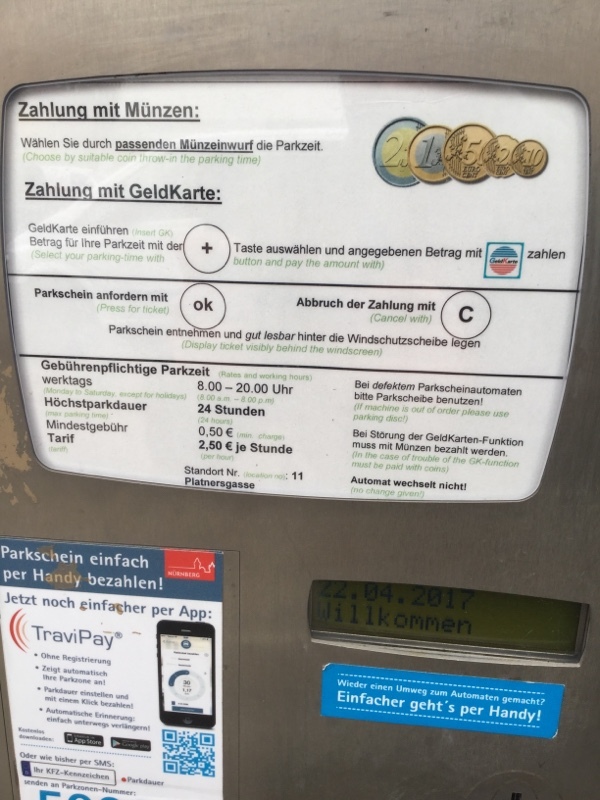 Zahlung mit Münzen:
Wählen Sie durch passenden Münzeinwurf die Parkzeit.
(Choose by suitable coin throw-in the parking time)
Zahlung mit GeldKarte:
GeldKarte einführen (Insert GK)
Betrag für Ihre Parkzeit mit der + Taste auswählen und angegebenen Betrag mit GeldKarte zahlen
(Select your parking-time with button and pay the amount with)
Parkschein anfordern mit ok Abbruch der Zahlung mit C
(Press for ticket) (Cancel with)
Parkschein entnehmen und gut lesbar hinter die Windschutzscheibe legen
(Display ticket visibly behind the windscreen)
Gebührenpflichtige Parkzeit (Rates and working hours)
werktags 8.00 – 20.00 Uhr
(Monday to Saturday, except for holidays) (8.00 a.m. – 8.00 p.m)
Höchstparkdauer 24 Stunden
(max parking time) (24 hours)
Mindestgebühr 0,50 € (min. charge)
Tarif 2,50 € je Stunde
(tariff) (per hour)
Standort Nr. (location no): 11
Platnersgasse
Bei defektem Parkscheinautomaten
bitte Parkscheibe benutzen!
(If machine is out of order please use
parking disc!)
Bei Störung der GeldKarten-Funktion
muss mit Münzen bezahlt werden.
(In the case of trouble of the GK-function
must be paid with coins)
Automat wechselt nicht!
(no change given!)
Parkschein einfach
per Handy bezahlen!
NÜRNBERG
Jetzt noch einfacher per App:
TraviPay®
• Ohne Registrierung
• Zeigt automatisch
Ihre Parkzone an!
• Parkdauer einstellen und
mit einem Klick bezahlen!
• Automatische Erinnerung:
einfach unterwegs verlängern!
Kostenlos
downloaden:
App Store
Google play
Oder wie bisher per SMS:
Ihr KFZ-Kennzeichen • Parkdauer
senden an Parkzonen-Nummer:
22.04.2017
Willkommen
Wieder einen Umweg zum Automaten gemacht?
Einfacher geht's per Handy!